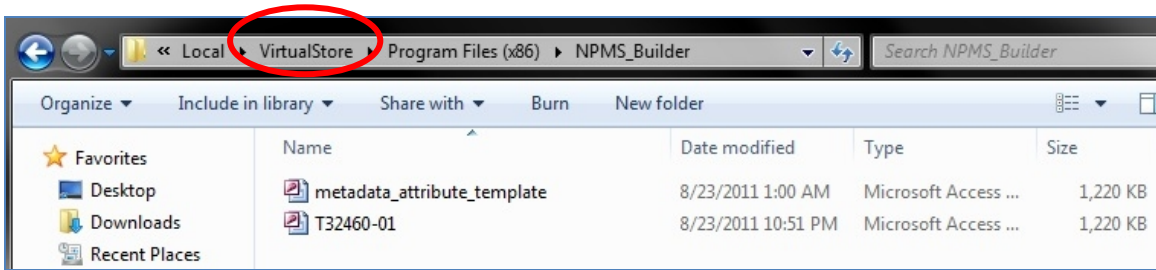 « Local ▸ VirtualStore ▸ Program Files (x86) ▸ NPMS_Builder Search NPMS_Builder
Organize Include in library Share with Burn New folder
Favorites
Desktop
Downloads
Recent Places
Name Date modified Type Size
metadata_attribute_template 8/23/2011 1:00 AM Microsoft Access ... 1,220 KB
T32460-01 8/23/2011 10:51 PM Microsoft Access ... 1,220 KB